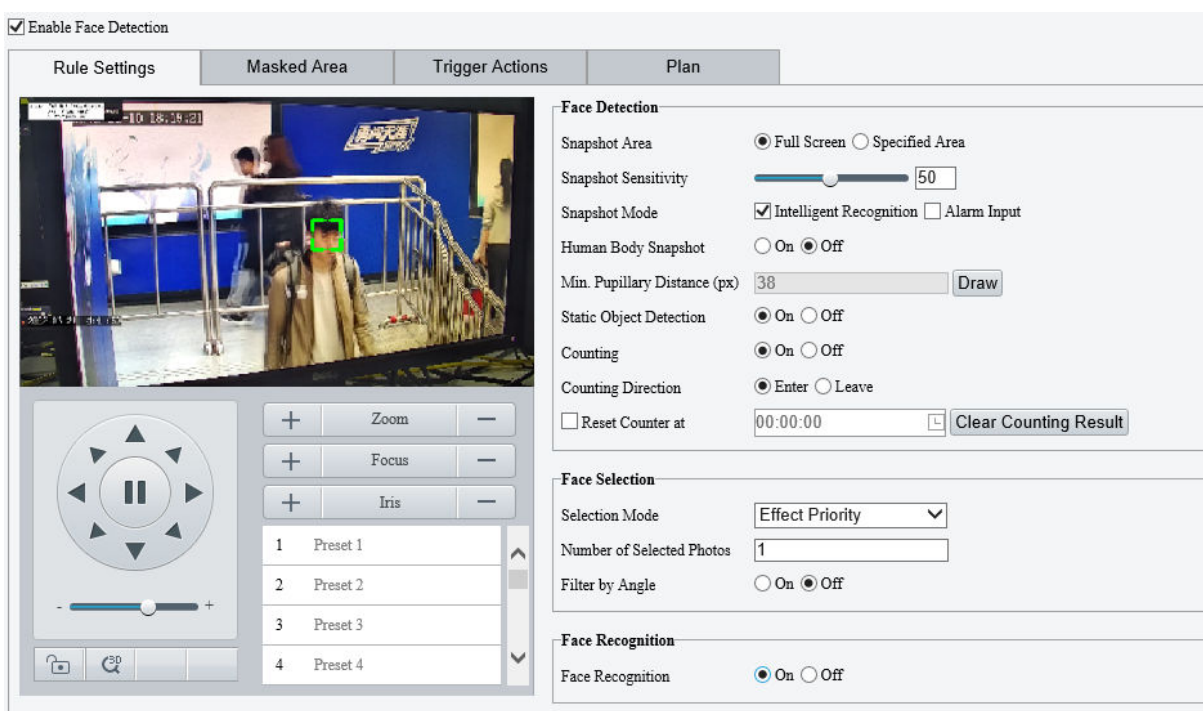 Enable Face Detection
Rule Settings
Masked Area
Trigger Actions
Plan
-10 18:19:21
Face Detection
Snapshot Area
Full Screen
Specified Area
Snapshot Sensitivity
50
Snapshot Mode
Intelligent Recognition
Alarm Input
Human Body Snapshot
On
Off
Min. Pupillary Distance (px)
38
Draw
Static Object Detection
On
Off
Counting
On
Off
Counting Direction
Enter
Leave
Reset Counter at
00:00:00
Clear Counting Result
Zoom
Focus
Iris
1 Preset 1
2 Preset 2
3 Preset 3
4 Preset 4
- +
3D
Face Selection
Selection Mode
Effect Priority
Number of Selected Photos
1
Filter by Angle
On
Off
Face Recognition
Face Recognition
On
Off